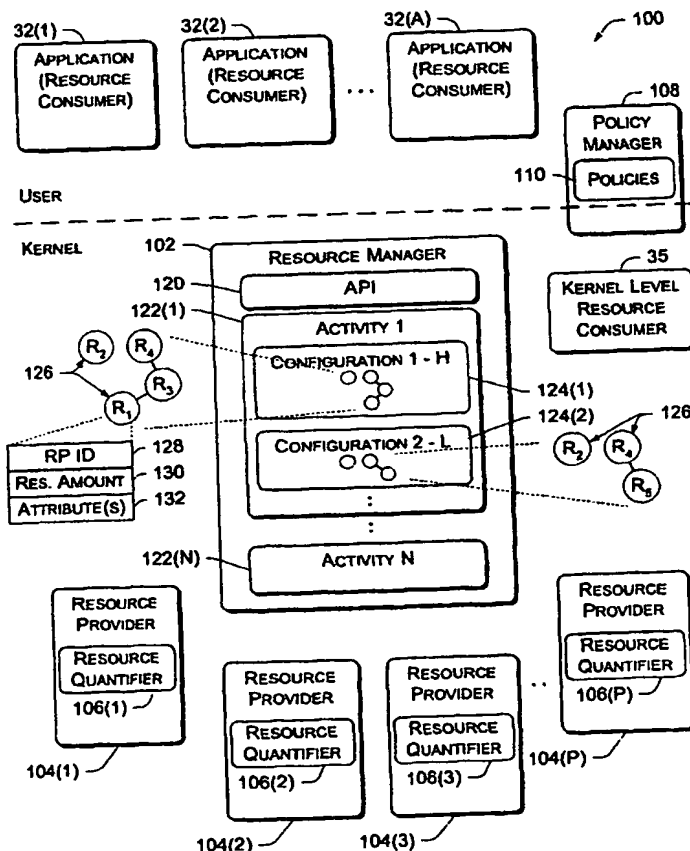 32(1)
32(2)
32(A)
100
APPLICATION
(RESOURCE
CONSUMER)
APPLICATION
(RESOURCE
CONSUMER)
...
APPLICATION
(RESOURCE
CONSUMER)
108
POLICY
MANAGER
110
POLICIES
USER
KERNEL
102
RESOURCE MANAGER
35
120
API
KERNEL LEVEL
RESOURCE
CONSUMER
122(1)
ACTIVITY 1
R2
R4
CONFIGURATION 1 - H
126
R3
R1
124(1)
124(2)
126
CONFIGURATION 2 - L
R2
R4
R5
RP ID
128
RES. AMOUNT
130
ATTRIBUTE(S)
132
122(N)
ACTIVITY N
RESOURCE
PROVIDER
RESOURCE
QUANTIFIER
106(1)
104(1)
RESOURCE
PROVIDER
RESOURCE
QUANTIFIER
106(2)
104(2)
RESOURCE
PROVIDER
RESOURCE
QUANTIFIER
106(3)
104(3)
RESOURCE
PROVIDER
RESOURCE
QUANTIFIER
106(P)
104(P)